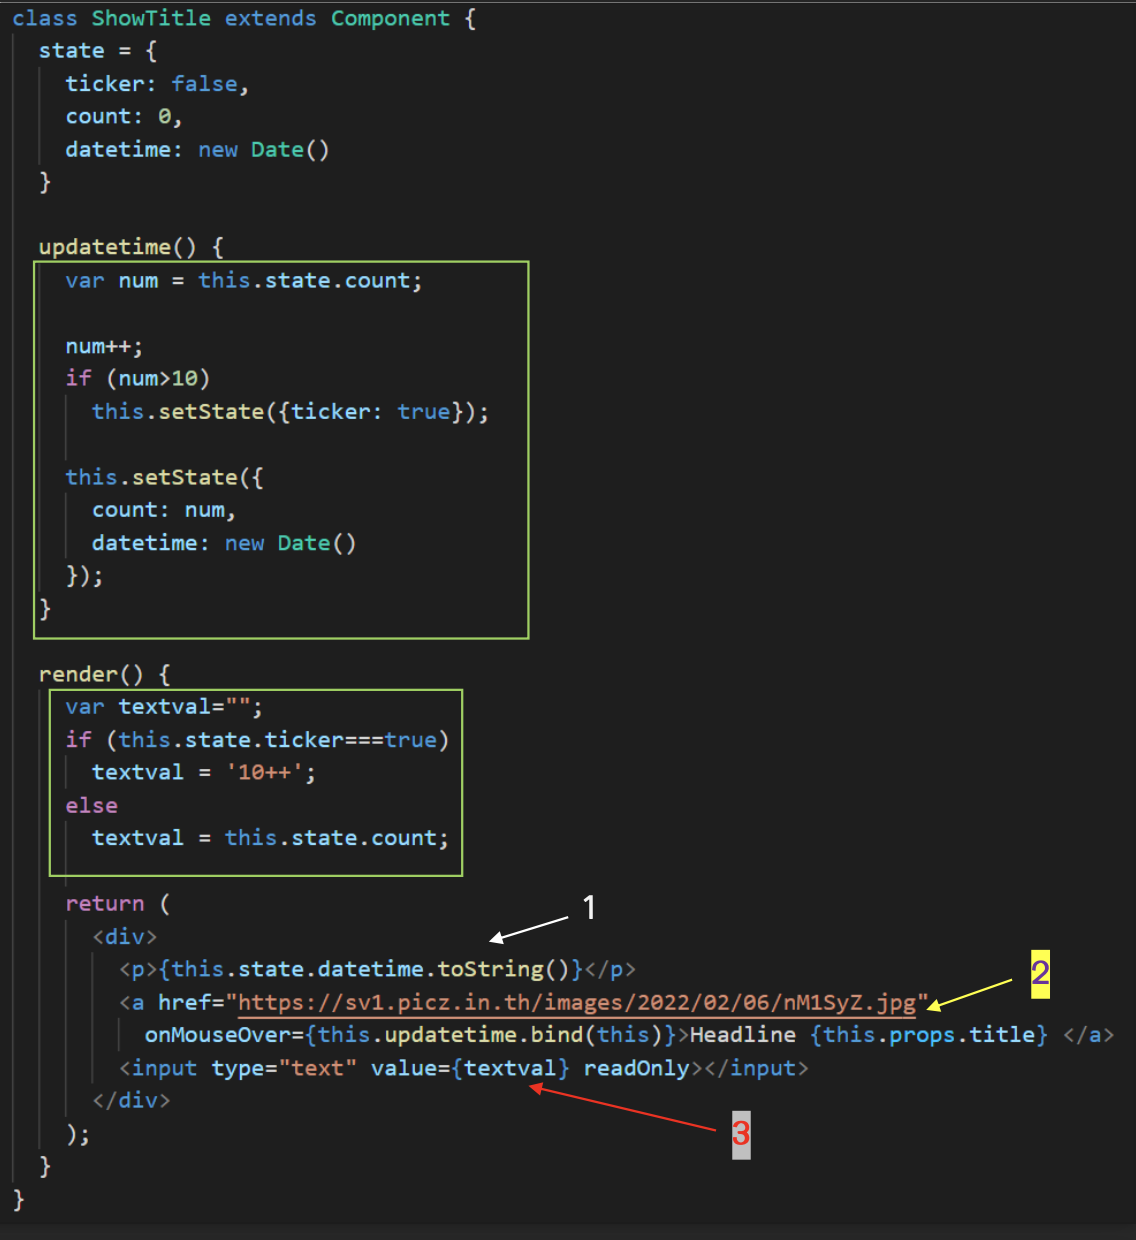 class ShowTitle extends Component {
state = {
ticker: false,
count: 0,
datetime: new Date()
}
updatetime() {
var num = this.state.count;
num++;
if (num>10)
this.setState({ticker: true});
this.setState({
count: num,
datetime: new Date()
});
}
render() {
var textval="";
if (this.state.ticker===true)
textval = '10++';
else
textval = this.state.count;
return (
1
<div>
<p>{this.state.datetime.toString()}</p>
2
<a href="https://sv1.picz.in.th/images/2022/02/06/nM1SyZ.jpg"
onMouseOver={this.updatetime.bind(this)}>Headline {this.props.title} </a>
<input type="text" value={textval} readOnly></input>
</div>
3
);
}
}